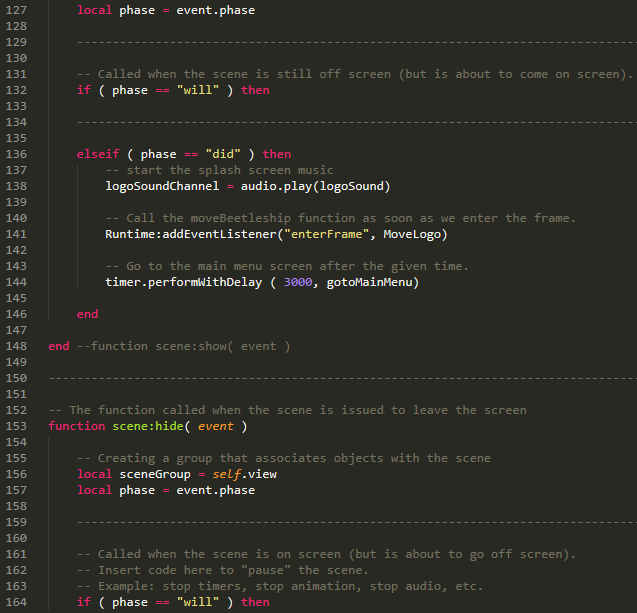 127 local phase = event.phase
128
129 ------------------------------------------------------------------------------
130
131 -- Called when the scene is still off screen (but is about to come on screen).
132 if ( phase == "will" ) then
133
134 ------------------------------------------------------------------------------
135
136 elseif ( phase == "did" ) then
137 -- start the splash screen music
138 logoSoundChannel = audio.play(logoSound)
139
140 -- Call the moveBeetleship function as soon as we enter the frame.
141 Runtime:addEventListener("enterFrame", MoveLogo)
142
143 -- Go to the main menu screen after the given time.
144 timer.performWithDelay ( 3000, gotoMainMenu)
145
146 end
147
148 end --function scene:show( event )
149
150 ----------------------------------------------------------------------------------
151
152 -- The function called when the scene is issued to leave the screen
153 function scene:hide( event )
154
155 -- Creating a group that associates objects with the scene
156 local sceneGroup = self.view
157 local phase = event.phase
158
159 ------------------------------------------------------------------------------
160
161 -- Called when the scene is on screen (but is about to go off screen).
162 -- Insert code here to "pause" the scene.
163 -- Example: stop timers, stop animation, stop audio, etc.
164 if ( phase == "will" ) then